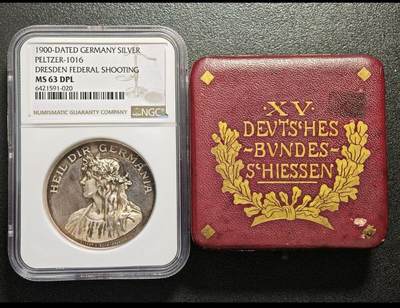 1900-DATED GERMANY SILVER
PELTZER-1016
DRESDEN FEDERAL SHOOTING
MS 63 DPL
6421591-020
NGC
NUMISMATIC GUARANTY COMPANY
HEIL DIR GERMANIA
·XV·
DEVTSCHES
~BVNDES~
SCHIESSEN